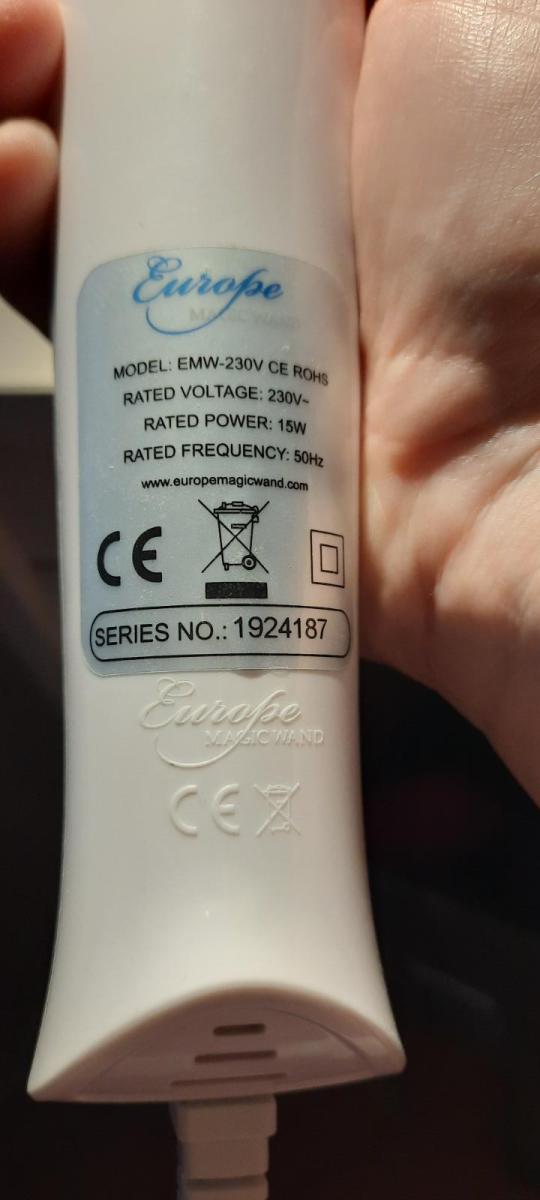 Europe
MAGIC WAND
MODEL: EMW-230V CE ROHS
RATED VOLTAGE: 230V~
RATED POWER: 15W
RATED FREQUENCY: 50Hz
www.europemagicwand.com
CE
SERIES NO.: 1924187
Europe
MAGIC WAND
CE